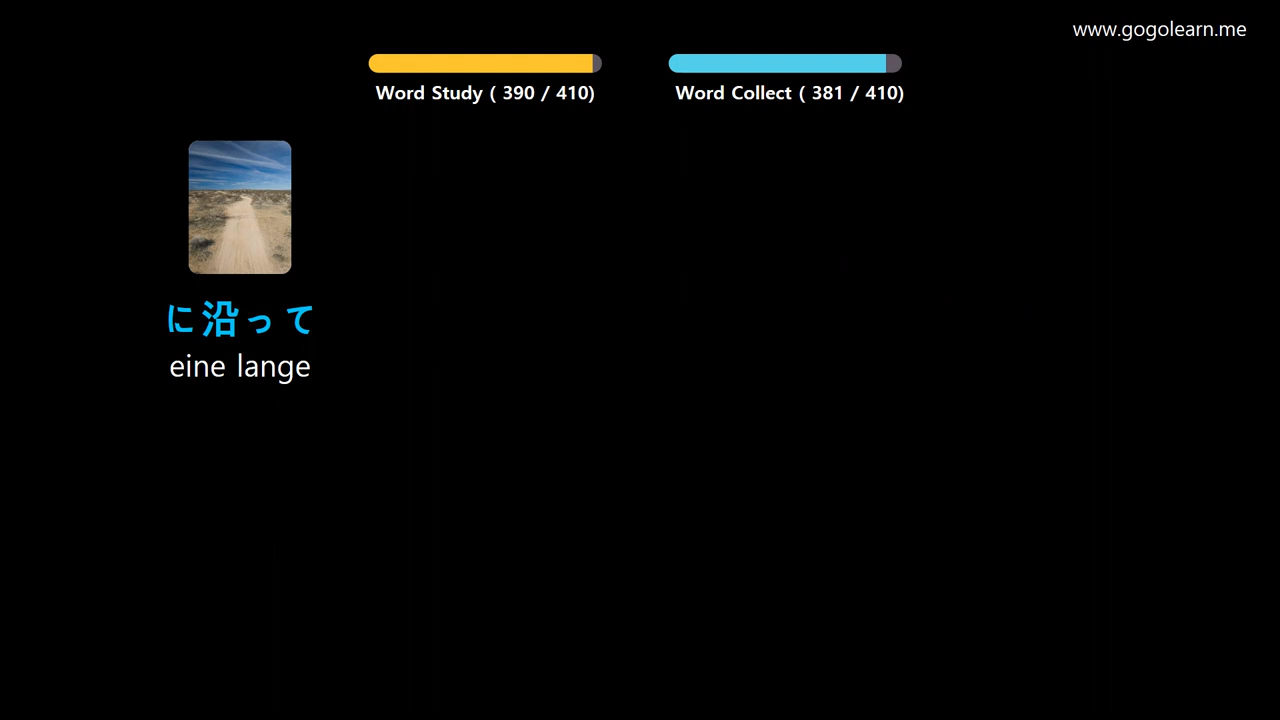 www.gogolearn.me
Word Study ( 390 / 410)
Word Collect ( 381 / 410)
に沿って
eine lange